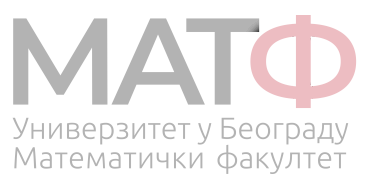 МАТФ
Универзитет у Београду
Математички факултет